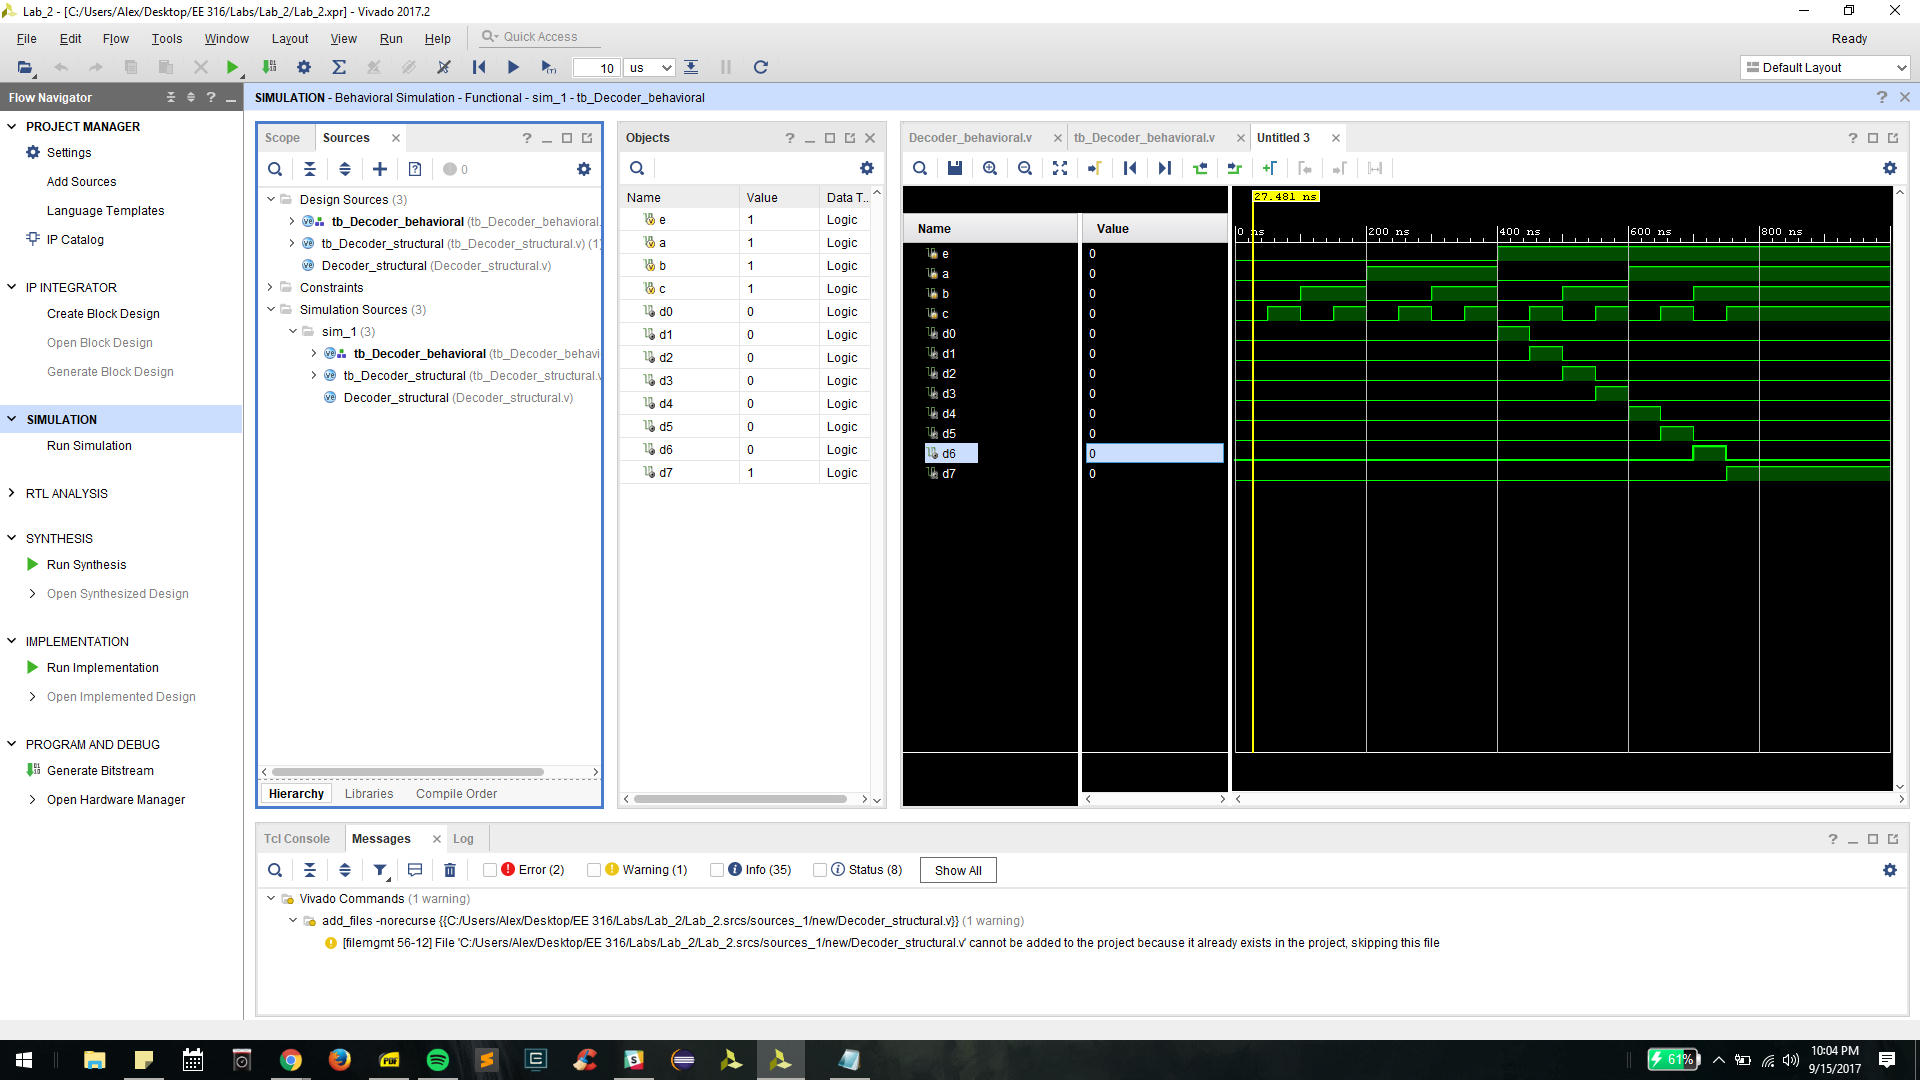 Lab_2 - [C:/Users/Alex/Desktop/EE 316/Labs/Lab_2/Lab_2.xpr] - Vivado 2017.2
File Edit Flow Tools Window Layout View Run Help Quick Access
Ready
10 us
Default Layout
Flow Navigator
SIMULATION - Behavioral Simulation - Functional - sim_1 - tb_Decoder_behavioral
PROJECT MANAGER
Settings
Add Sources
Language Templates
IP Catalog
IP INTEGRATOR
Create Block Design
Open Block Design
Generate Block Design
SIMULATION
Run Simulation
RTL ANALYSIS
SYNTHESIS
Run Synthesis
Open Synthesized Design
IMPLEMENTATION
Run Implementation
Open Implemented Design
PROGRAM AND DEBUG
Generate Bitstream
Open Hardware Manager
Scope Sources
0
Design Sources (3)
tb_Decoder_behavioral (tb_Decoder_behavioral.
tb_Decoder_structural (tb_Decoder_structural.v) (1)
Decoder_structural (Decoder_structural.v)
Constraints
Simulation Sources (3)
sim_1 (3)
tb_Decoder_behavioral (tb_Decoder_behavi
tb_Decoder_structural (tb_Decoder_structural.v
Decoder_structural (Decoder_structural.v)
Hierarchy Libraries Compile Order
Objects
Name Value Data T...
e 1 Logic
a 1 Logic
b 1 Logic
c 1 Logic
d0 0 Logic
d1 0 Logic
d2 0 Logic
d3 0 Logic
d4 0 Logic
d5 0 Logic
d6 0 Logic
d7 1 Logic
Decoder_behavioral.v tb_Decoder_behavioral.v Untitled 3
27.481 ns
Name Value
0 ns 200 ns 400 ns 600 ns 800 ns
e 0
a 0
b 0
c 0
d0 0
d1 0
d2 0
d3 0
d4 0
d5 0
d6 0
d7 0
Tcl Console Messages Log
Error (2) Warning (1) Info (35) Status (8) Show All
Vivado Commands (1 warning)
add_files -norecurse {{C:/Users/Alex/Desktop/EE 316/Labs/Lab_2/Lab_2.srcs/sources_1/new/Decoder_structural.v}} (1 warning)
[filemgmt 56-12] File 'C:/Users/Alex/Desktop/EE 316/Labs/Lab_2/Lab_2.srcs/sources_1/new/Decoder_structural.v' cannot be added to the project because it already exists in the project, skipping this file
PDF
61%
10:04 PM
9/15/2017